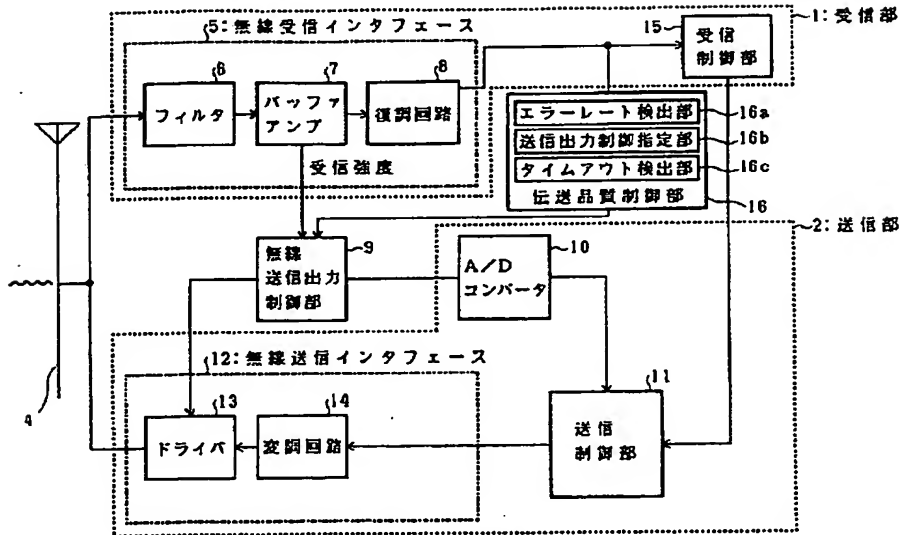 1:受信部
5:無線受信インタフェース
15
受信
制御部
6
フィルタ
7
バッファ
アンプ
8
復調回路
受信強度
エラーレート検出部
16a
送信出力制御指定部
16b
タイムアウト検出部
16c
伝送品質制御部
16
2:送信部
9
無線
送信出力
制御部
10
A/D
コンバータ
4
12:無線送信インタフェース
13
ドライバ
14
変調回路
11
送信
制御部